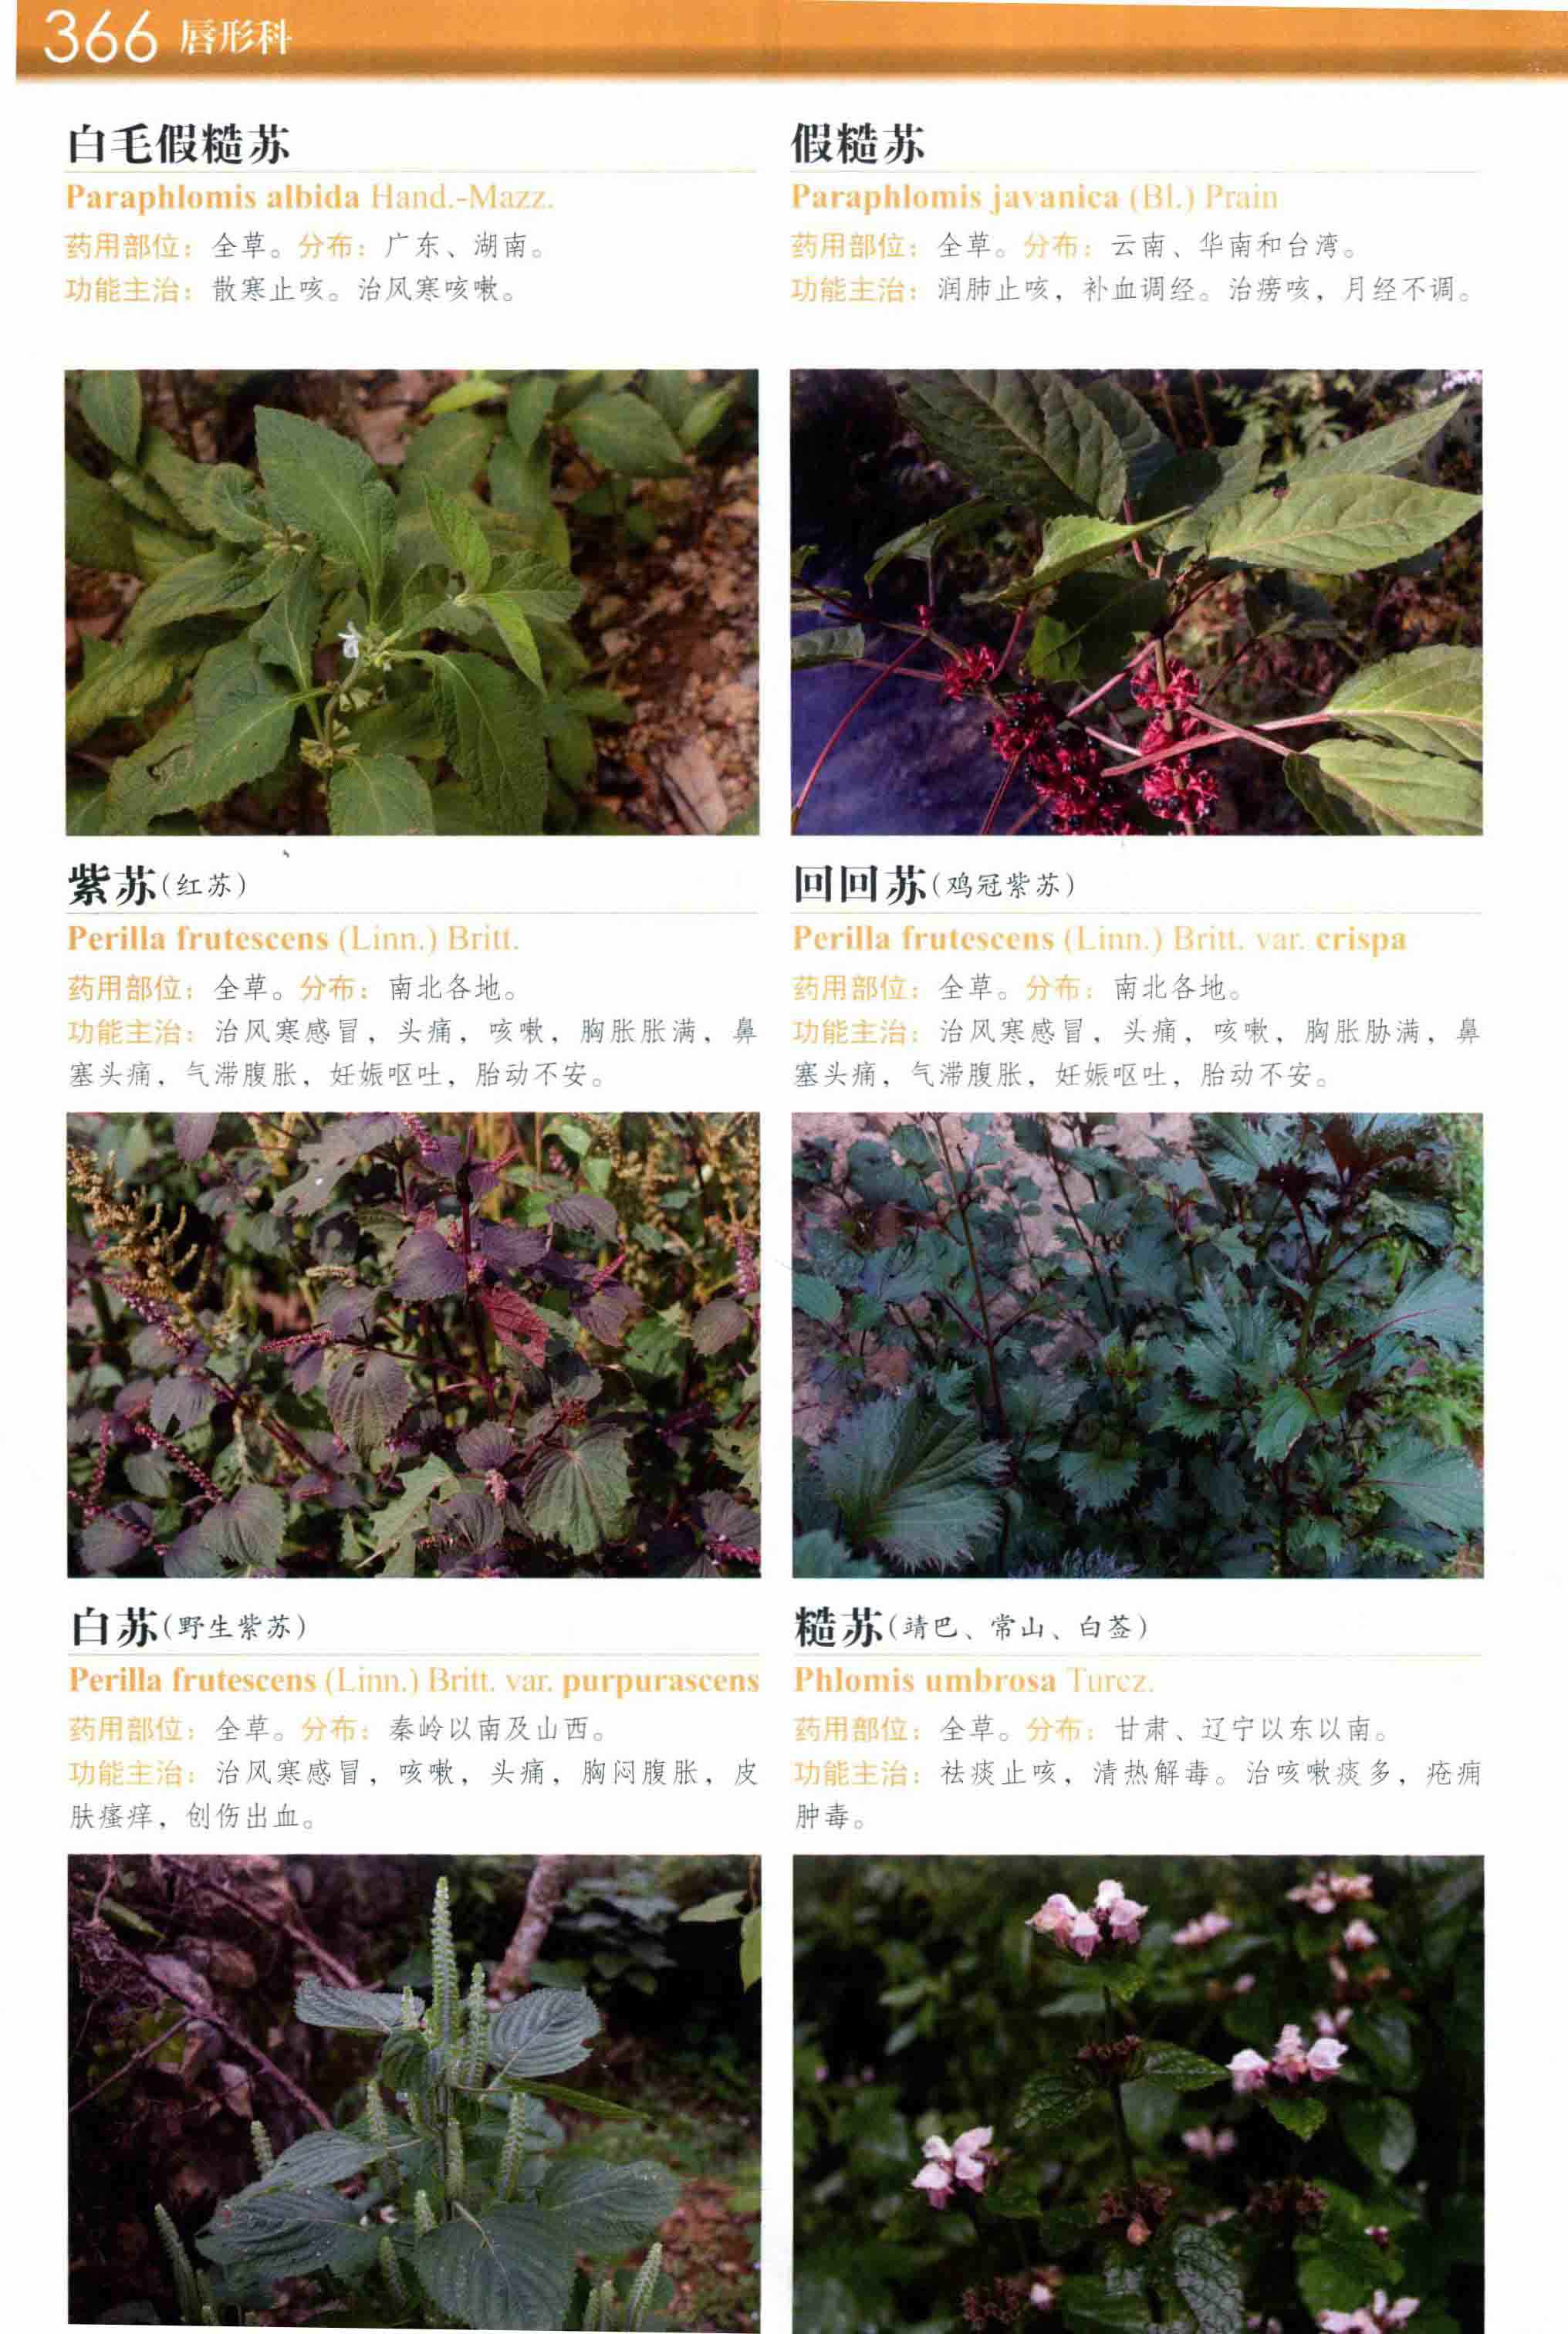 366 唇形科
白毛假糙苏
Paraphlomis albida Hand.-Mazz.
药用部位：全草。分布：广东、湖南。
功能主治：散寒止咳。治风寒咳嗽。
假糙苏
Paraphlomis javanica (Bl.) Prain
药用部位：全草。分布：云南、华南和台湾。
功能主治：润肺止咳，补血调经。治痨咳，月经不调。
紫苏(红苏)
Perilla frutescens (Linn.) Britt.
药用部位：全草。分布：南北各地。
功能主治：治风寒感冒，头痛，咳嗽，胸胀胀满，鼻
塞头痛，气滞腹胀，妊娠呕吐，胎动不安。
回回苏(鸡冠紫苏)
Perilla frutescens (Linn.) Britt. var. crispa
药用部位：全草。分布：南北各地。
功能主治：治风寒感冒，头痛，咳嗽，胸胀胁满，鼻
塞头痛，气滞腹胀，妊娠呕吐，胎动不安。
白苏(野生紫苏)
Perilla frutescens (Linn.) Britt. var. purpurascens
药用部位：全草。分布：秦岭以南及山西。
功能主治：治风寒感冒，咳嗽，头痛，胸闷腹胀，皮
肤瘙痒，创伤出血。
糙苏(靖巴、常山、白莶)
Phlomis umbrosa Turcz.
药用部位：全草。分布：甘肃、辽宁以东以南。
功能主治：祛痰止咳，清热解毒。治咳嗽痰多，疮痈
肿毒。